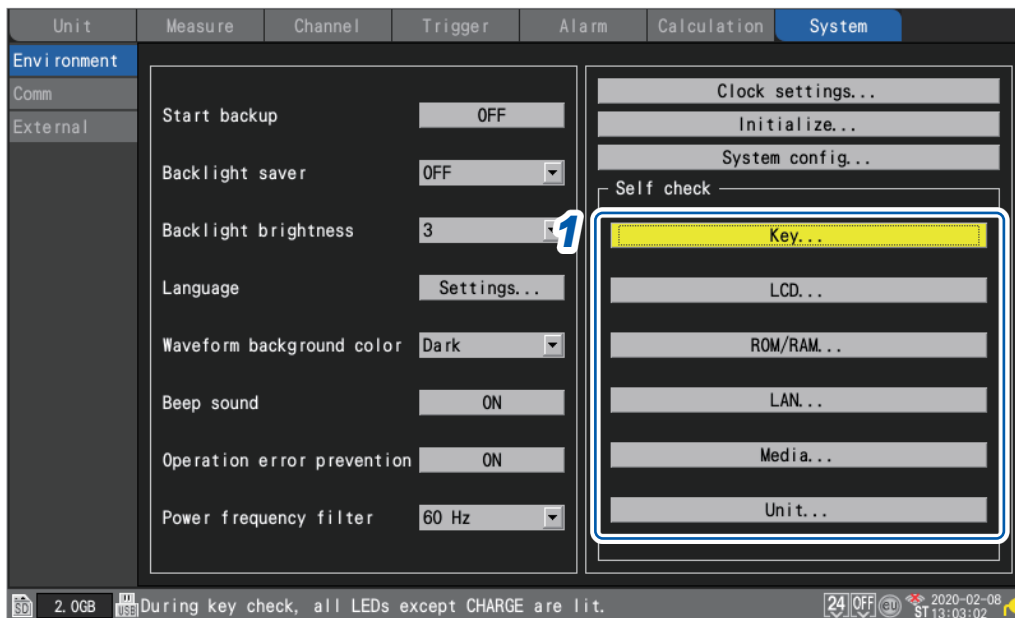 Unit Measure Channel Trigger Alarm Calculation System
Environment
Comm
External
Start backup OFF
Backlight saver OFF
Backlight brightness 3
Language Settings...
Waveform background color Dark
Beep sound ON
Operation error prevention ON
Power frequency filter 60 Hz
Clock settings...
Initialize...
System config...
Self check
1
Key...
LCD...
ROM/RAM...
LAN...
Media...
Unit...
SD 2.0GB USB During key check, all LEDs except CHARGE are lit. 24 OFF eu ST 2020-02-08
13:03:02